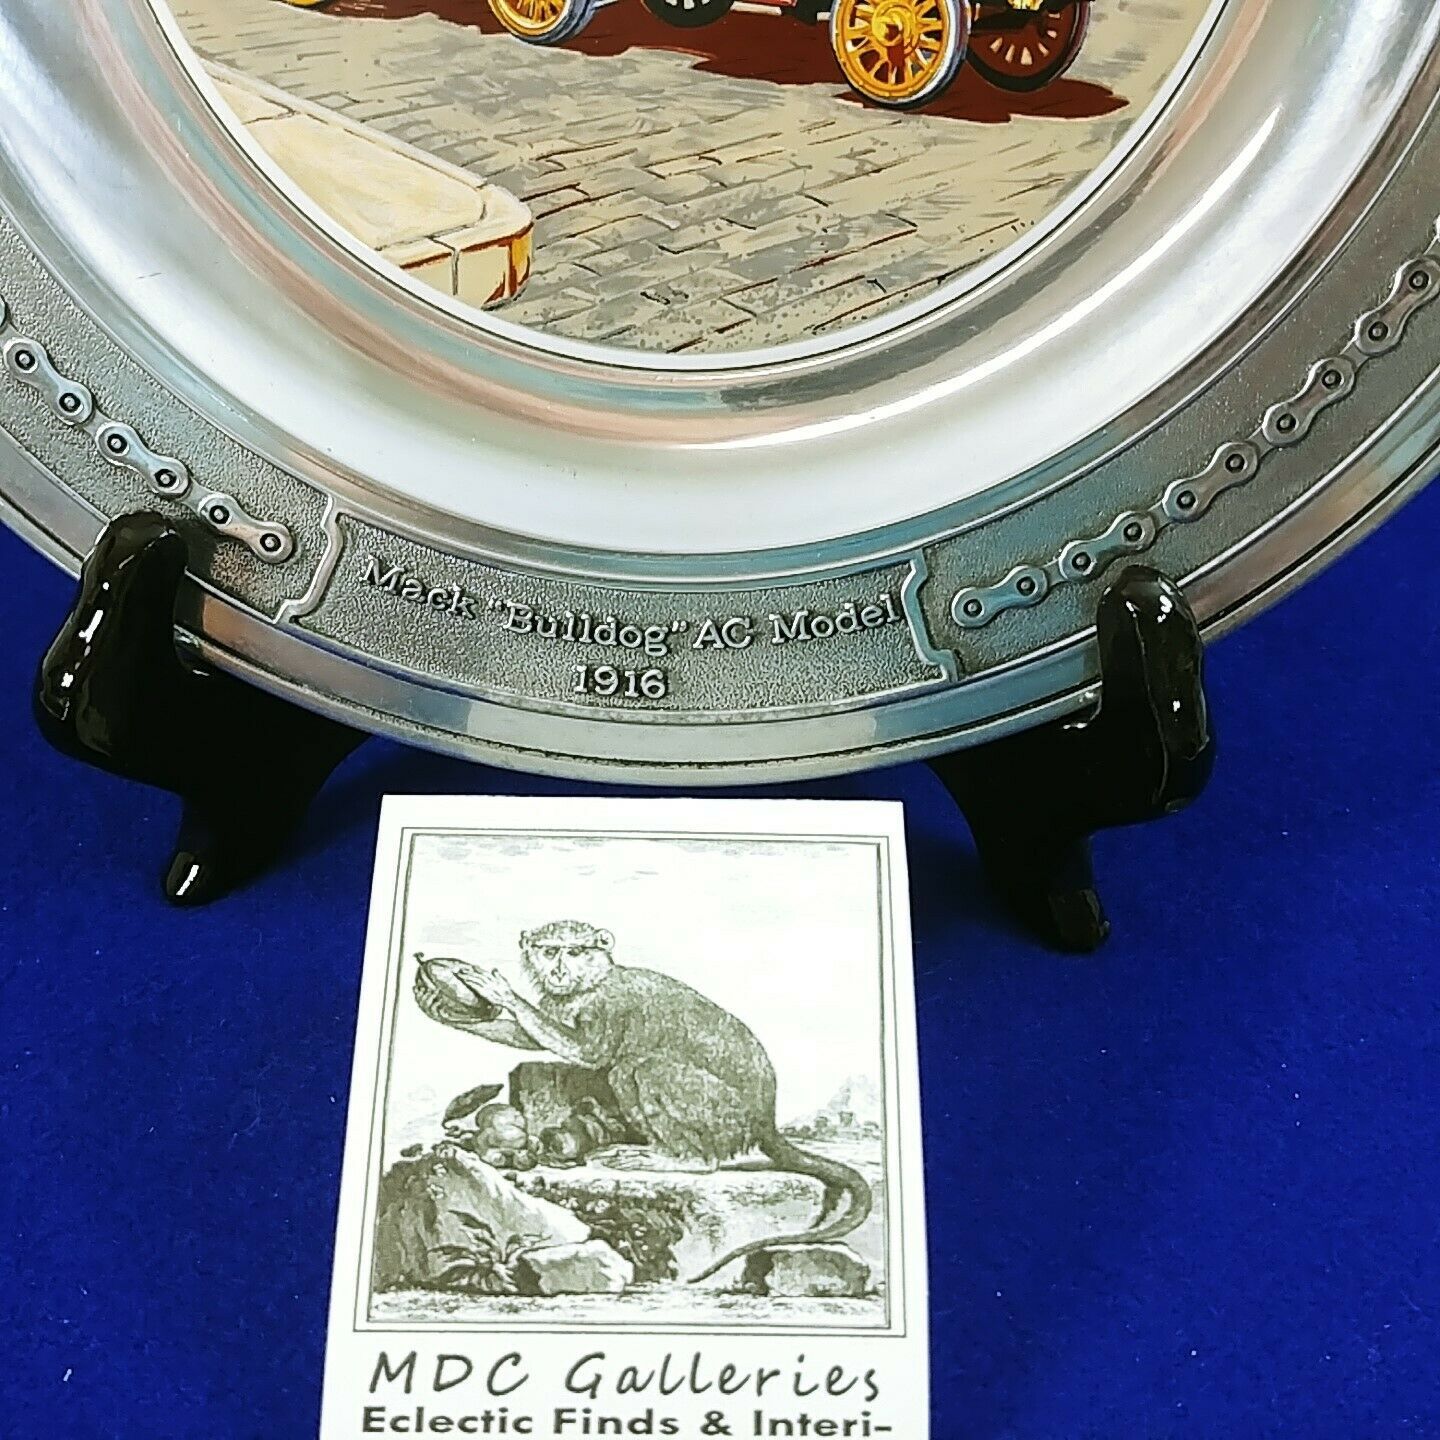 Mack "Bulldog" AC Model
1916
MDC Galleries
Eclectic Finds & Interi-